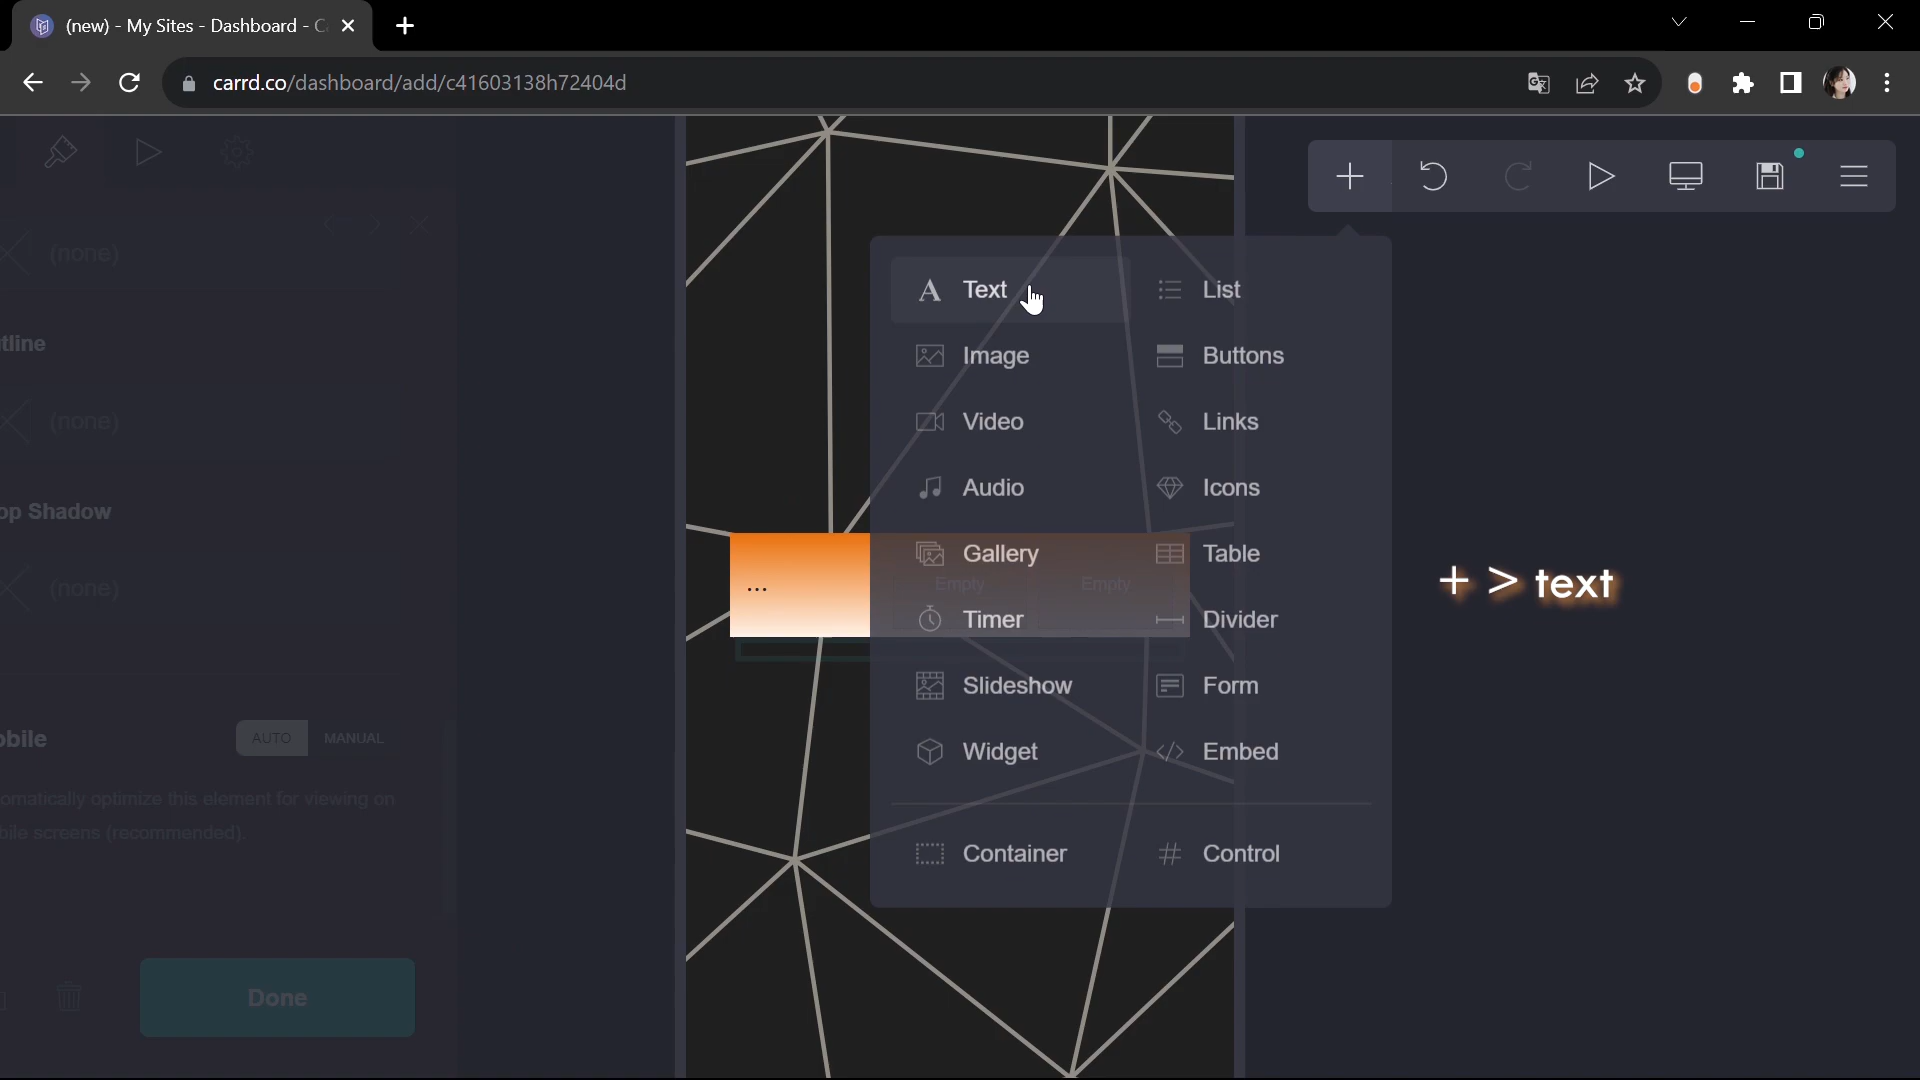 (new) - My Sites - Dashboard - C
carrd.co/dashboard/add/c41603138h72404d
(none)
tline
(none)
op Shadow
(none)
obile
AUTO MANUAL
omatically optimize this element for viewing on
bile screens (recommended).
Done
...
Empty Empty
Text
List
Image
Buttons
Video
Links
Audio
Icons
Gallery
Table
Timer
Divider
Slideshow
Form
Widget
Embed
Container
Control
+ > text